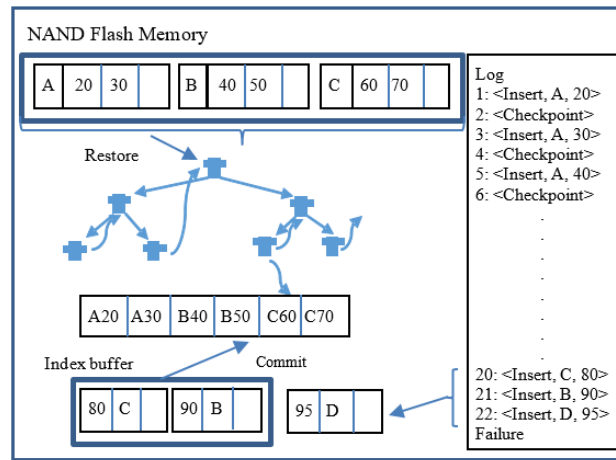 NAND Flash Memory
A 20 30
B 40 50
C 60 70
Restore
A20 A30 B40 B50 C60 C70
Index buffer
Commit
80 C
90 B
95 D
Log
1: <Insert, A, 20>
2: <Checkpoint>
3: <Insert, A, 30>
4: <Checkpoint>
5: <Insert, A, 40>
6: <Checkpoint>
.
.
.
.
.
.
.
.
20: <Insert, C, 80>
21: <Insert, B, 90>
22: <Insert, D, 95>
Failure